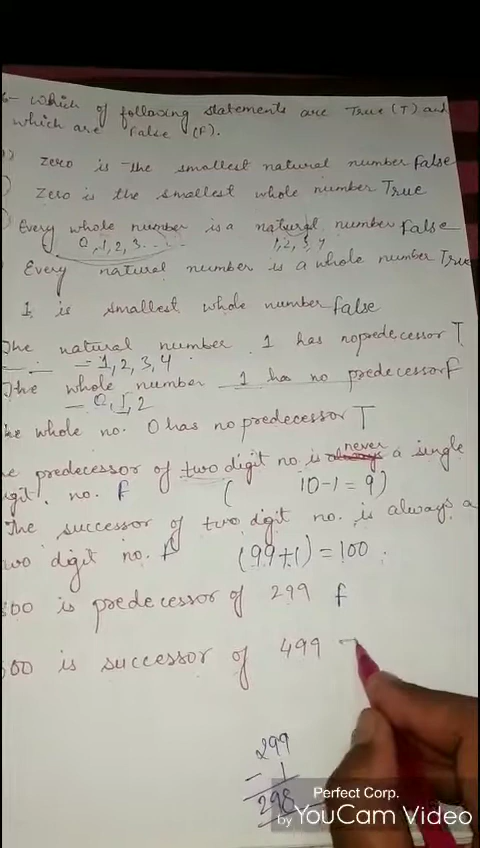 which of following statements are True (T) and
which are False (F).
zero is the smallest natural number False
Zero is the smallest whole number True
Every whole number is a natural number False
0, 1, 2, 3... 1, 2, 3, 4
Every natural number is a whole number True
1 is smallest whole number false
The natural number 1 has no predecessor T
= 1, 2, 3, 4
The whole number 1 has no predecessor F
- 0, 1, 2
whole no. 0 has no predecessor T
never
predecessor of two digit no. is always a single
no. F ( 10-1=9)
The successor of two digit no. is always a
two digit no. F (99+1) = 100.
00 is predecessor of 299 f
00 is successor of 499 T
299
- 1
298
Perfect Corp.
by YouCam Video